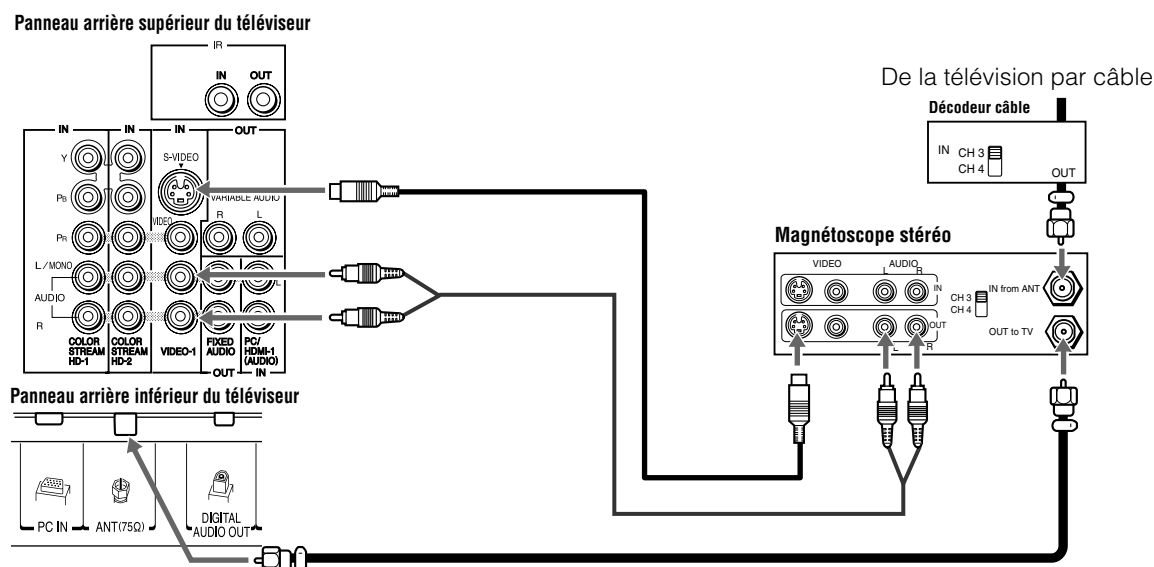 Panneau arrière supérieur du téléviseur
IR
IN OUT
IN IN IN OUT
Y
S-VIDEO
PB
VARIABLE AUDIO
VIDEO R L
PR
L/MONO
L
AUDIO
R
COLOR STREAM HD-1
COLOR STREAM HD-2
VIDEO-1
FIXED AUDIO
PC/ HDMI-1 (AUDIO)
OUT IN
Panneau arrière inférieur du téléviseur
PC IN
ANT(75Ω)
DIGITAL AUDIO OUT
De la télévision par câble
Décodeur câble
IN CH 3
CH 4
OUT
Magnétoscope stéréo
VIDEO AUDIO
L R
IN
IN from ANT
CH 3
CH 4
OUT
OUT to TV
L R